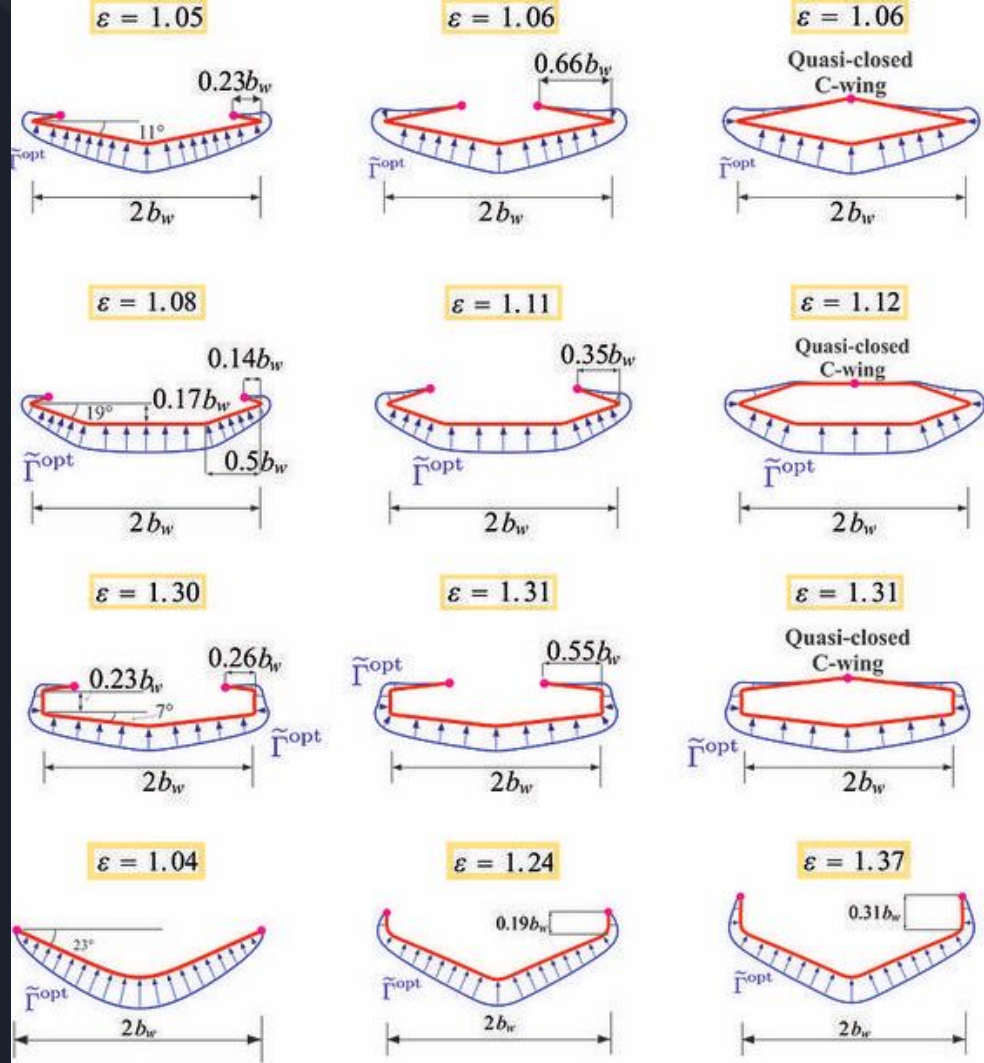 ε = 1.05
ε = 1.06
ε = 1.06
0.23b_w
11°
Γ̃^opt
2b_w
0.66b_w
Γ̃^opt
2b_w
Quasi-closed
C-wing
Γ̃^opt
2b_w
ε = 1.08
ε = 1.11
ε = 1.12
0.14b_w
19°
0.17b_w
Γ̃^opt
0.5b_w
2b_w
0.35b_w
Γ̃^opt
2b_w
Quasi-closed
C-wing
Γ̃^opt
2b_w
ε = 1.30
ε = 1.31
ε = 1.31
0.26b_w
0.23b_w
7°
Γ̃^opt
2b_w
0.55b_w
Γ̃^opt
2b_w
Quasi-closed
C-wing
Γ̃^opt
2b_w
ε = 1.04
ε = 1.24
ε = 1.37
23°
Γ̃^opt
2b_w
0.19b_w
Γ̃^opt
2b_w
0.31b_w
Γ̃^opt
2b_w